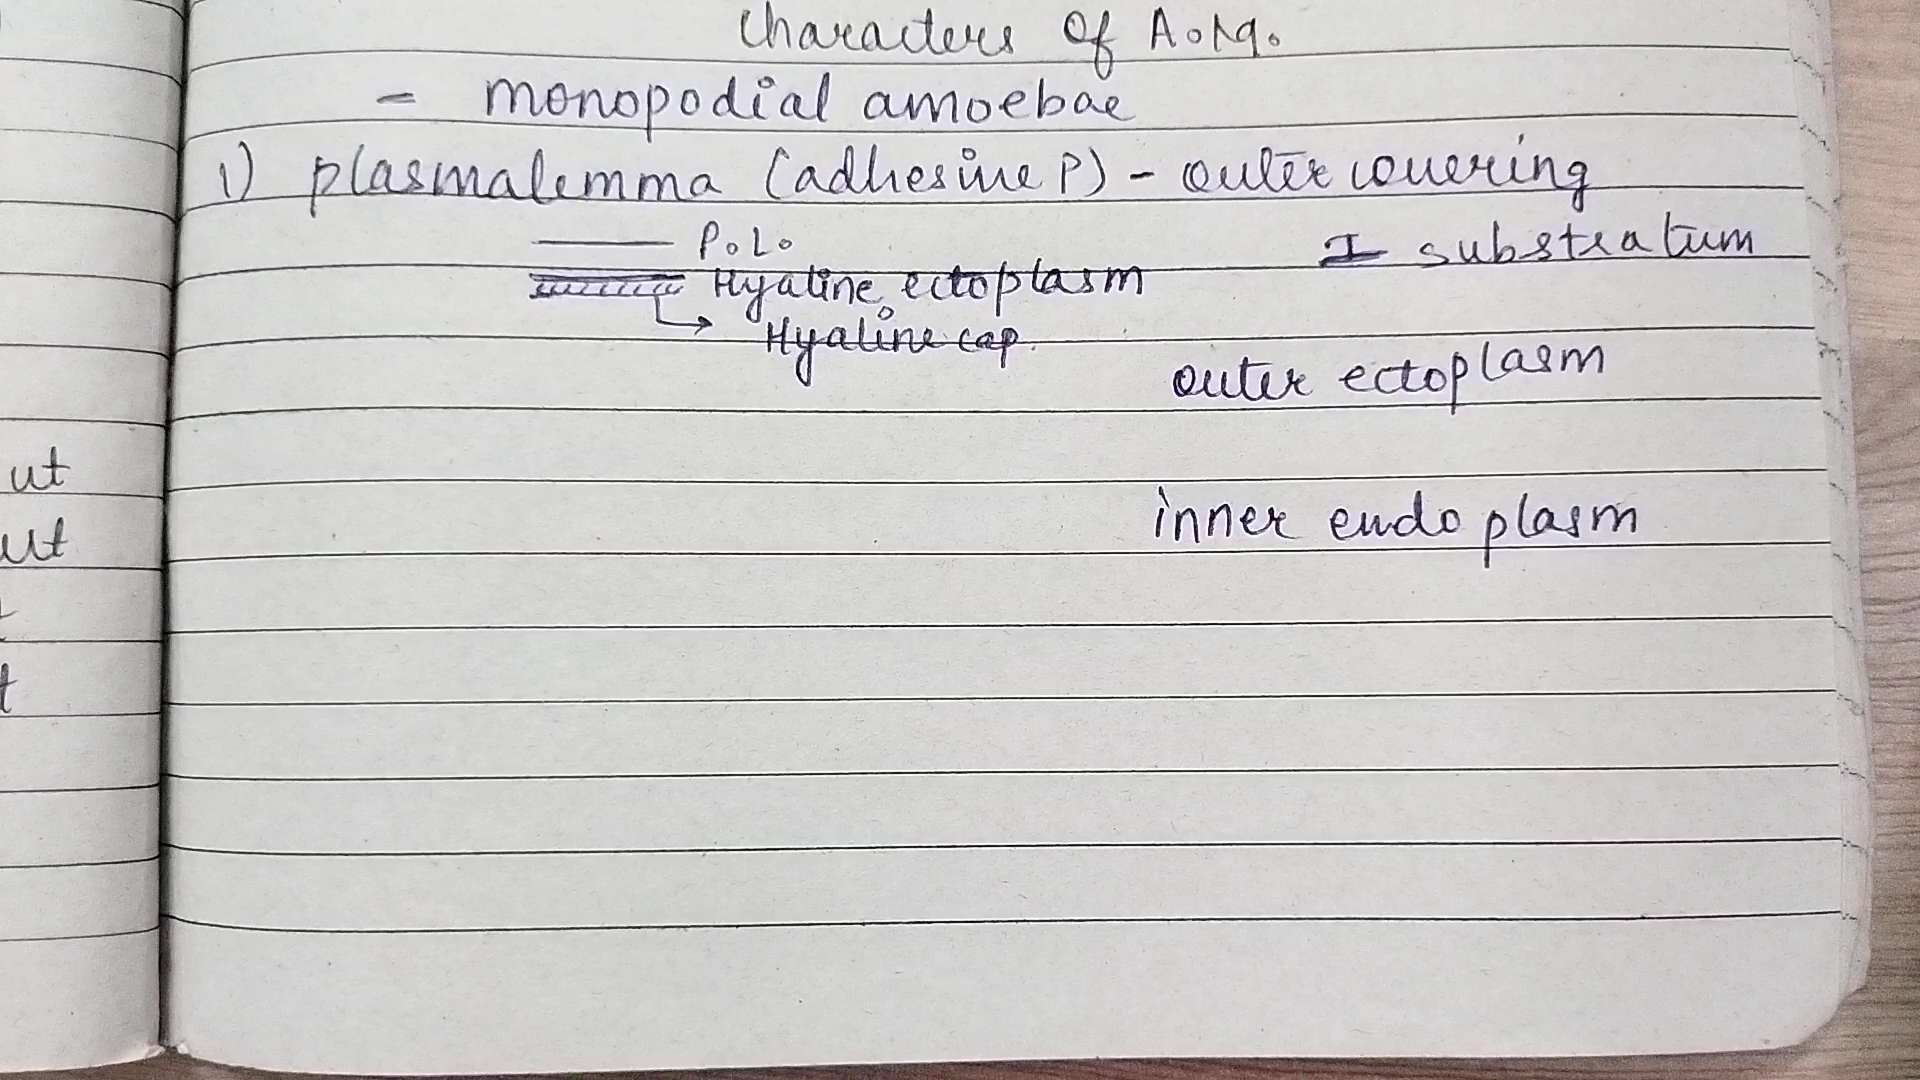 ut
ut
t
characters of A.M.
- monopodial amoebae
1) plasmalemma (adhesive P) - outer covering
P.L.
I substratum
Hyaline ectoplasm
Hyaline cap.
outer ectoplasm
inner endoplasm